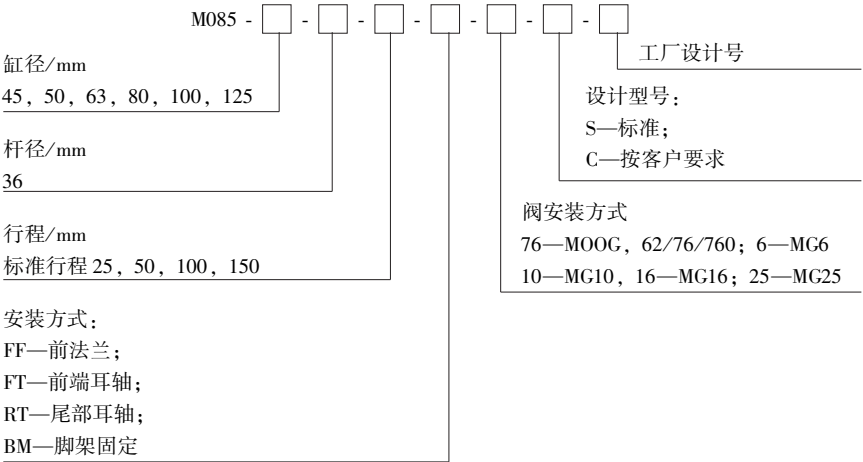 M085 - □ - □ - □ - □ - □ - □ - □
缸径/mm
45, 50, 63, 80, 100, 125
杆径/mm
36
行程/mm
标准行程 25, 50, 100, 150
安装方式:
FF—前法兰;
FT—前端耳轴;
RT—尾部耳轴;
BM—脚架固定
工厂设计号
设计型号:
S—标准;
C—按客户要求
阀安装方式
76—MOOG, 62/76/760; 6—MG6
10—MG10, 16—MG16; 25—MG25